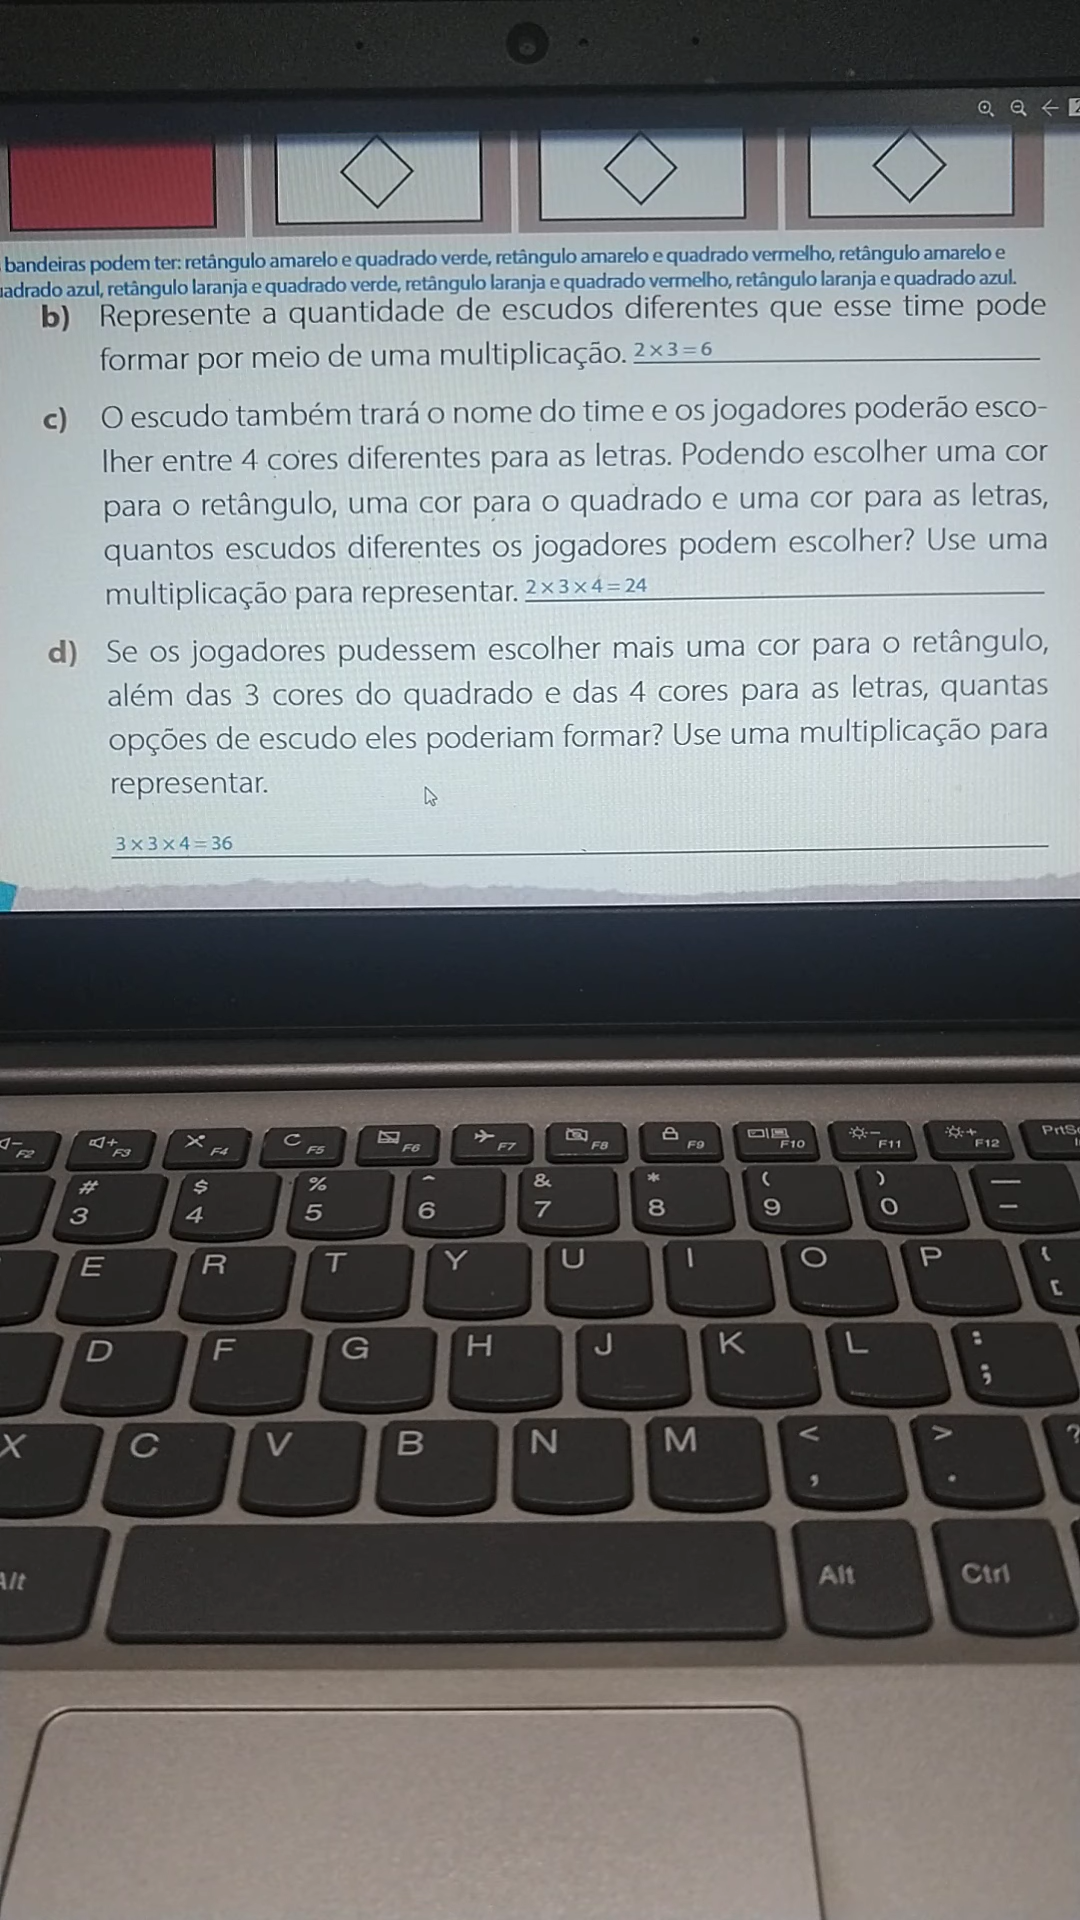 bandeiras podem ter: retângulo amarelo e quadrado verde, retângulo amarelo e quadrado vermelho, retângulo amarelo e
uadrado azul, retângulo laranja e quadrado verde, retângulo laranja e quadrado vermelho, retângulo laranja e quadrado azul.
b) Represente a quantidade de escudos diferentes que esse time pode
formar por meio de uma multiplicação. 2 × 3 = 6
c) O escudo também trará o nome do time e os jogadores poderão esco-
lher entre 4 cores diferentes para as letras. Podendo escolher uma cor
para o retângulo, uma cor para o quadrado e uma cor para as letras,
quantos escudos diferentes os jogadores podem escolher? Use uma
multiplicação para representar. 2 × 3 × 4 = 24
d) Se os jogadores pudessem escolher mais uma cor para o retângulo,
além das 3 cores do quadrado e das 4 cores para as letras, quantas
opções de escudo eles poderiam formar? Use uma multiplicação para
representar.
3 × 3 × 4 = 36
F2 F3 F4 F5 F6 F7 F8 F9 F10 F11 F12 PrtSc
# $ % ^ & * ( ) —
3 4 5 6 7 8 9 0 -
E R T Y U I O P {
[
D F G H J K L :
;
X C V B N M < > ?
, .
Alt Alt Ctrl